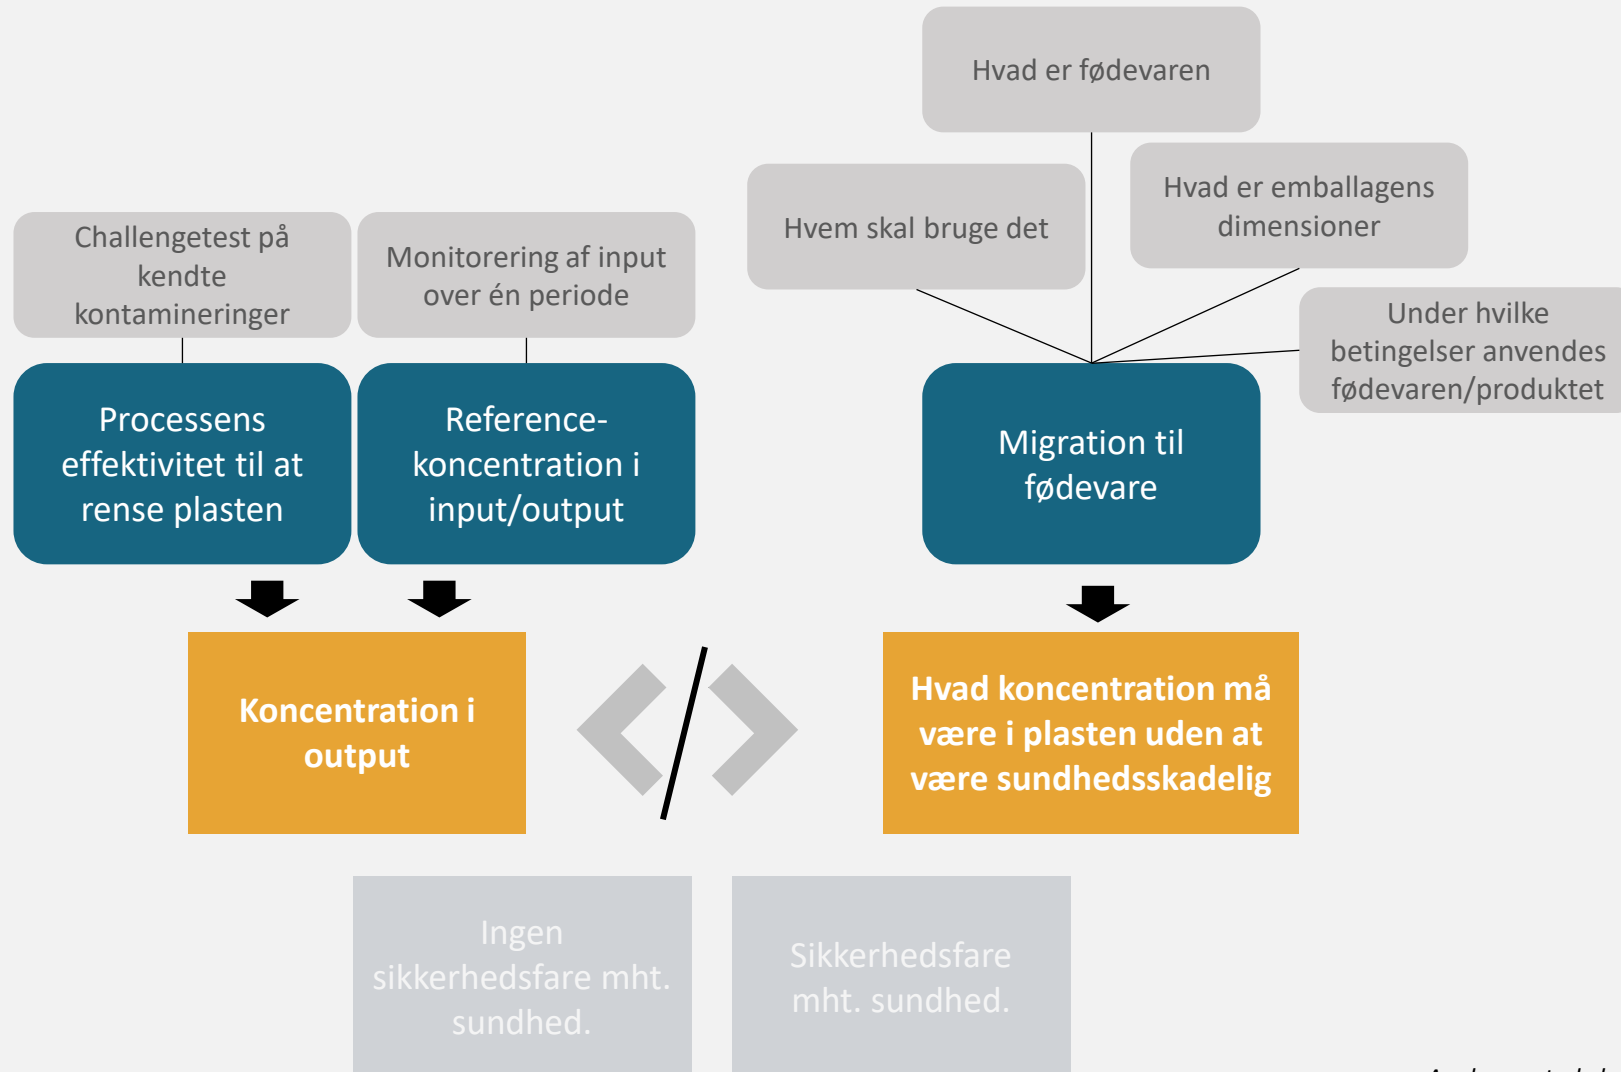 Hvad er fødevaren
Hvem skal bruge det
Hvad er emballagens
dimensioner
Challengetest på
kendte
kontamineringer
Monitorering af input
over én periode
Under hvilke
betingelser anvendes
fødevaren/produktet
Processens
effektivitet til at
rense plasten
Reference-
koncentration i
input/output
Migration til
fødevare
Koncentration i
output
Hvad koncentration må
være i plasten uden at
være sundhedsskadelig
Ingen
sikkerhedsfare mht.
sundhed.
Sikkerhedsfare
mht. sundhed.